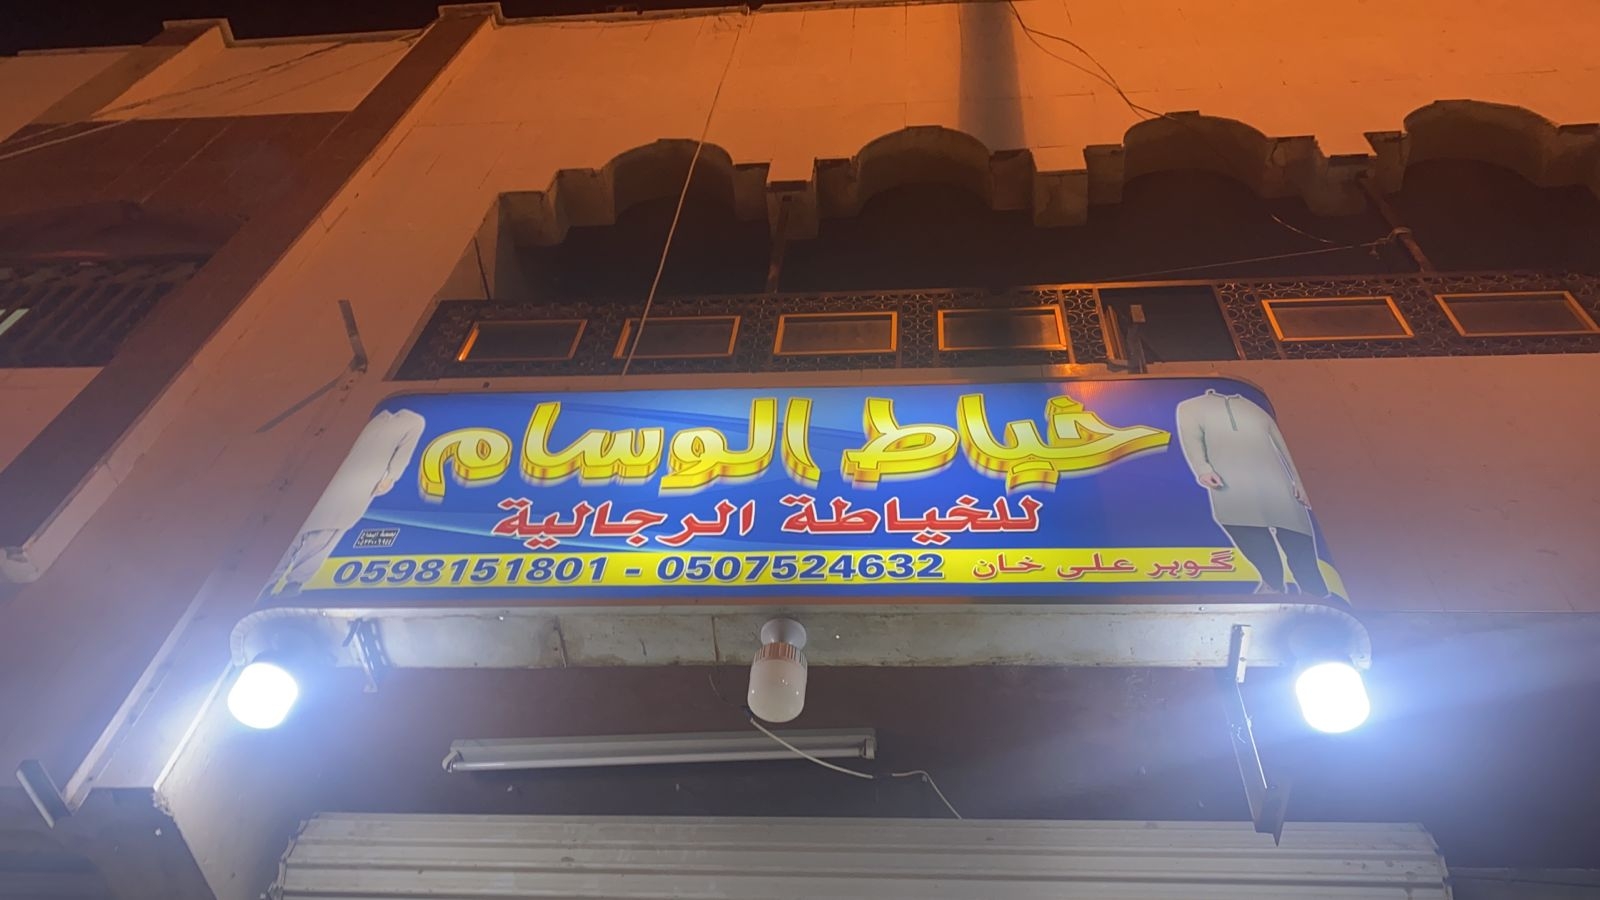 خياط الوسام
للخياطة الرجالية
گوہر علی خان 0507524632 - 0598151801